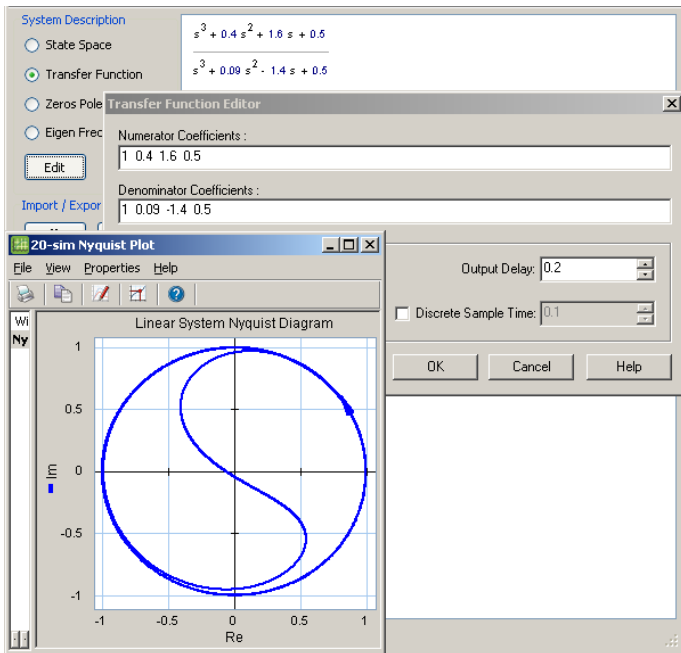 System Description
State Space
Transfer Function
Zeros Pole
Eigen Freq
Edit
Import / Expor
s^3 + 0.4 s^2 + 1.6 s + 0.5
s^3 + 0.09 s^2 - 1.4 s + 0.5
Transfer Function Editor
Numerator Coefficients :
1 0.4 1.6 0.5
Denominator Coefficients :
1 0.09 -1.4 0.5
Output Delay: 0.2
Discrete Sample Time: 0.1
OK Cancel Help
20-sim Nyquist Plot
File View Properties Help
Wi
Ny
Linear System Nyquist Diagram
1
0.5
0
-0.5
-1
Im
-1 -0.5 0 0.5 1
Re